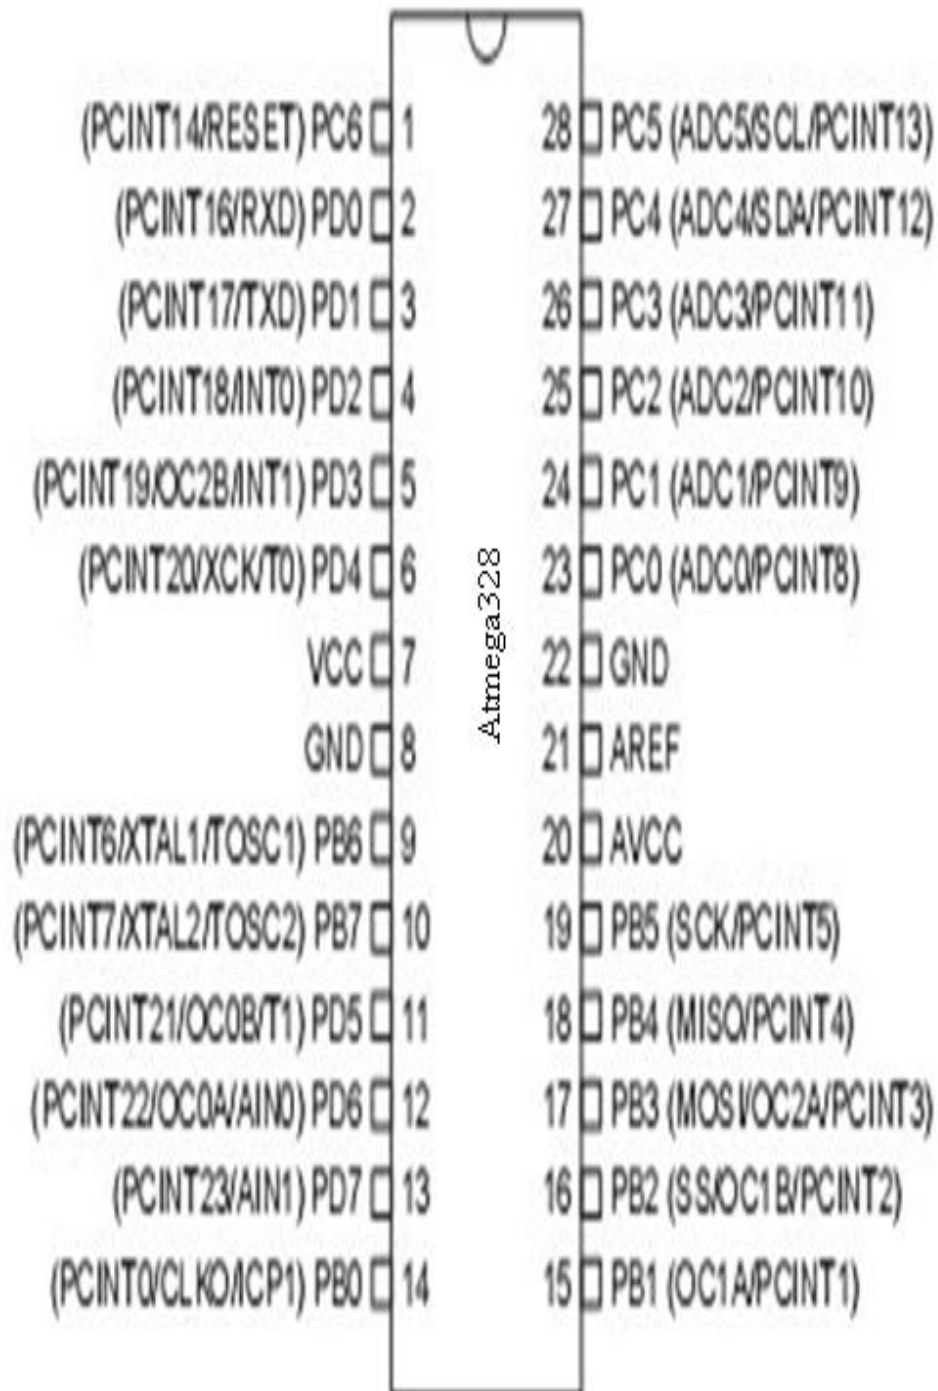 (PCINT14/RESET) PC6 1 28 PC5 (ADC5/SCL/PCINT13)
(PCINT16/RXD) PD0 2 27 PC4 (ADC4/SDA/PCINT12)
(PCINT17/TXD) PD1 3 26 PC3 (ADC3/PCINT11)
(PCINT18/INT0) PD2 4 25 PC2 (ADC2/PCINT10)
(PCINT19/OC2B/INT1) PD3 5 24 PC1 (ADC1/PCINT9)
(PCINT20/XCK/T0) PD4 6 23 PC0 (ADC0/PCINT8)
VCC 7 22 GND
GND 8 21 AREF
(PCINT6/XTAL1/TOSC1) PB6 9 20 AVCC
(PCINT7/XTAL2/TOSC2) PB7 10 19 PB5 (SCK/PCINT5)
(PCINT21/OC0B/T1) PD5 11 18 PB4 (MISO/PCINT4)
(PCINT22/OC0A/AIN0) PD6 12 17 PB3 (MOSI/OC2A/PCINT3)
(PCINT23/AIN1) PD7 13 16 PB2 (SS/OC1B/PCINT2)
(PCINT0/CLKO/ICP1) PB0 14 15 PB1 (OC1A/PCINT1)
Atmega328